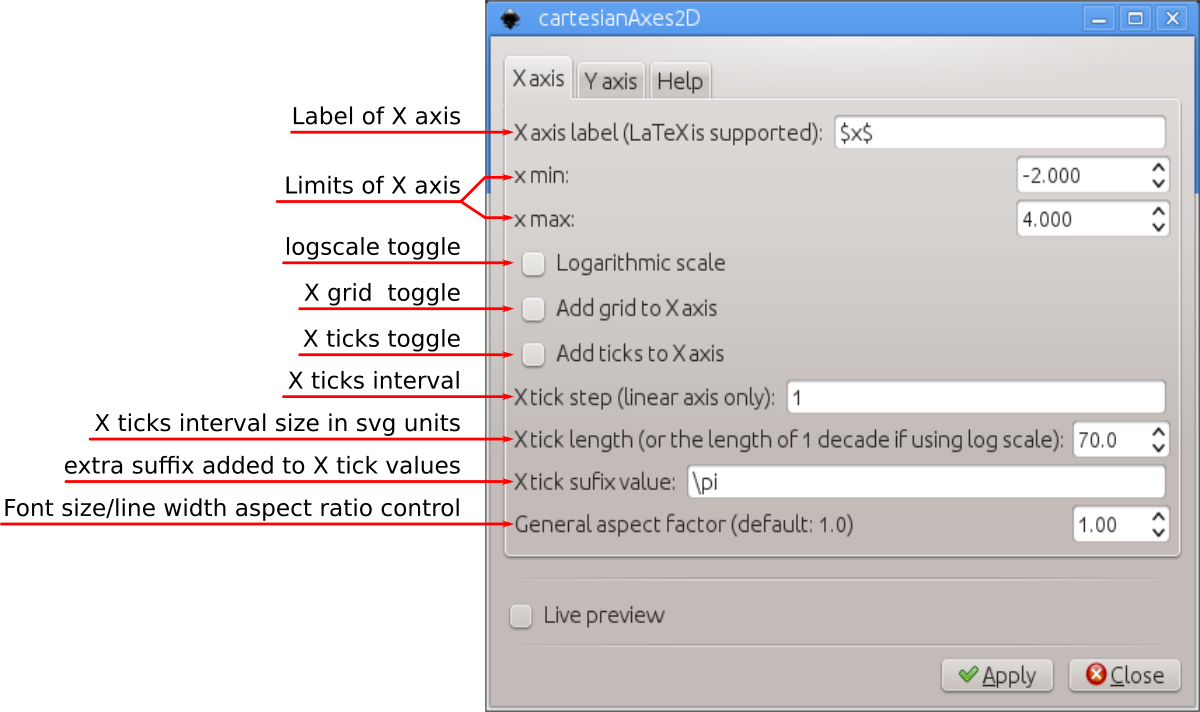 cartesianAxes2D
X axis Y axis Help
Label of X axis
X axis label (LaTeX is supported): $x$
Limits of X axis
x min: -2.000
x max: 4.000
logscale toggle
Logarithmic scale
X grid toggle
Add grid to X axis
X ticks toggle
Add ticks to X axis
X ticks interval
X tick step (linear axis only): 1
X ticks interval size in svg units
X tick length (or the length of 1 decade if using log scale): 70.0
extra suffix added to X tick values
X tick sufix value: \pi
Font size/line width aspect ratio control
General aspect factor (default: 1.0) 1.00
Live preview
Apply Close